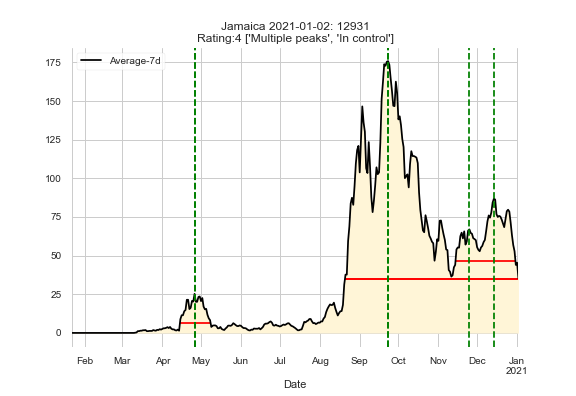 Jamaica 2021-01-02: 12931
Rating:4 ['Multiple peaks', 'In control']
Average-7d
175
150
125
100
75
50
25
0
Feb Mar Apr May Jun Jul Aug Sep Oct Nov Dec Jan
2021
Date